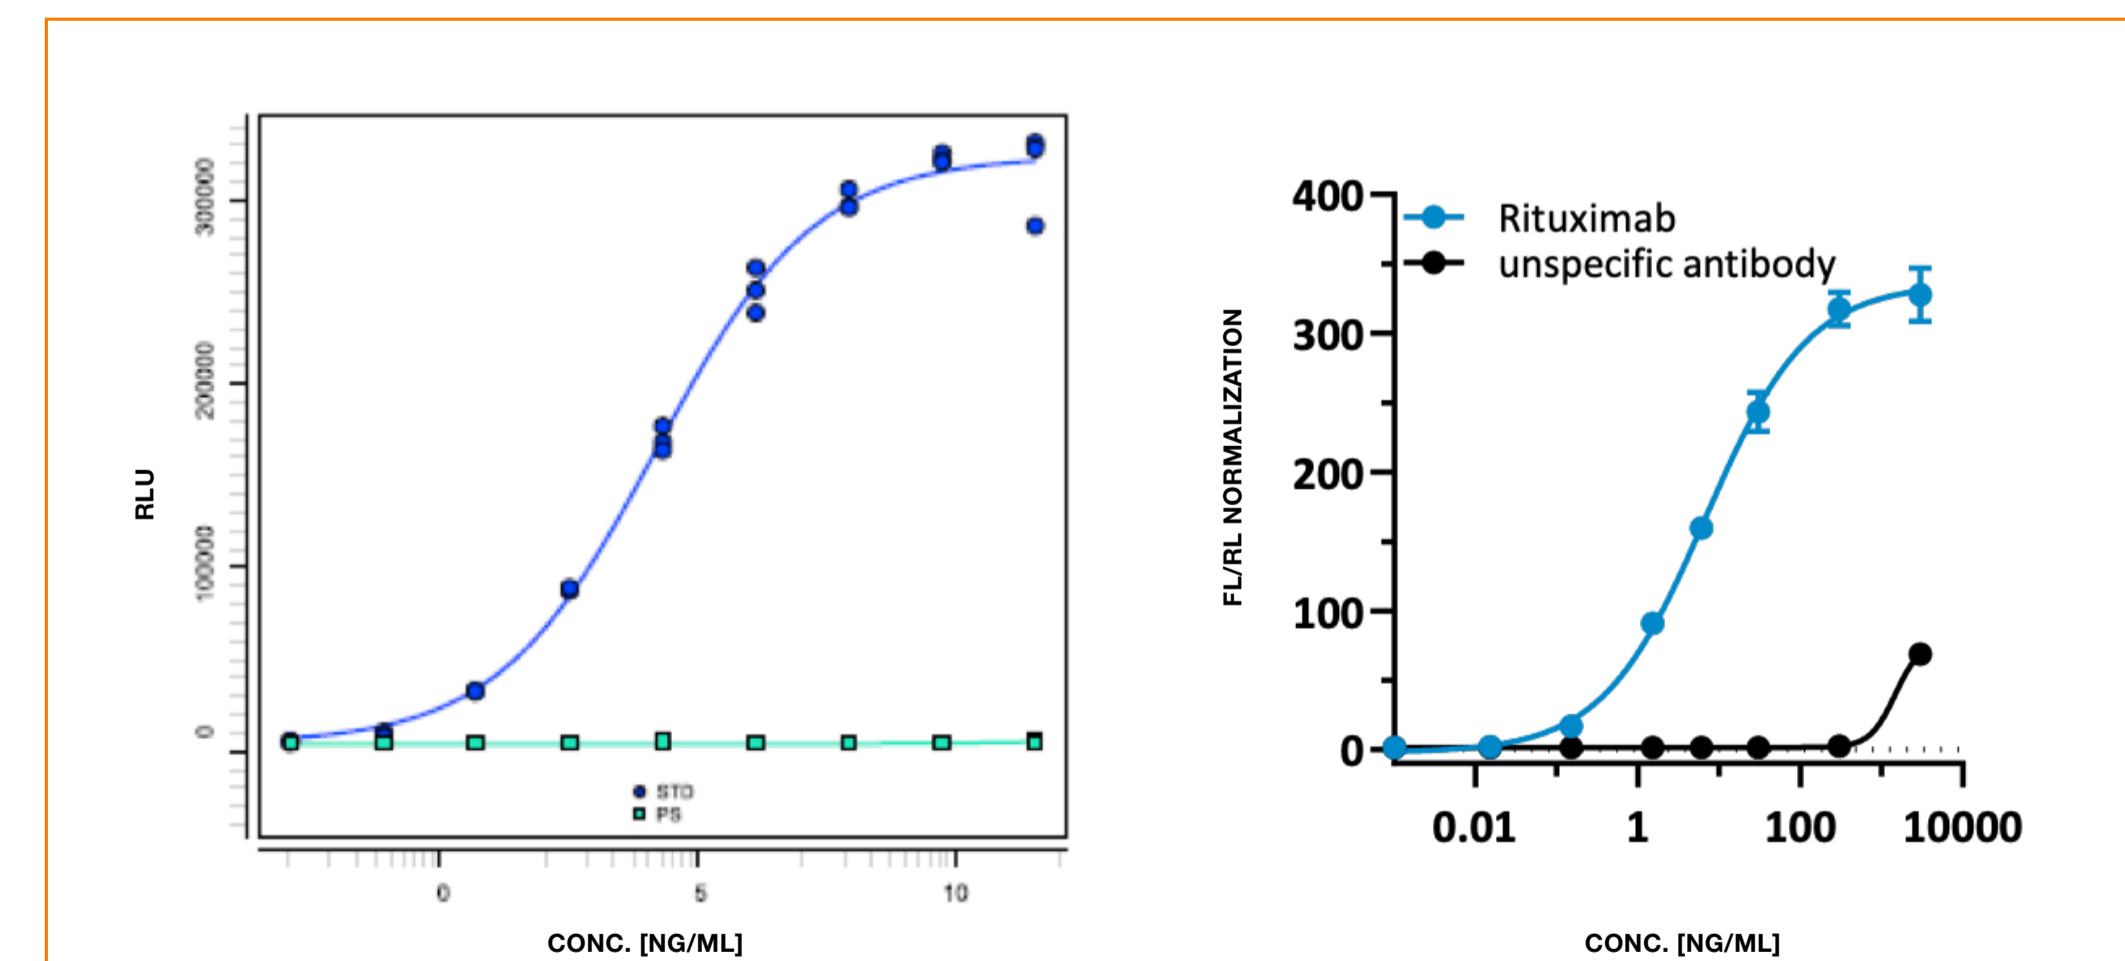 300000
200000
100000
0
RLU
STD
PS
0 5 10
CONC. [NG/ML]
400
300
200
100
0
FL/RL NORMALIZATION
Rituximab
unspecific antibody
0.01 1 100 10000
CONC. [NG/ML]